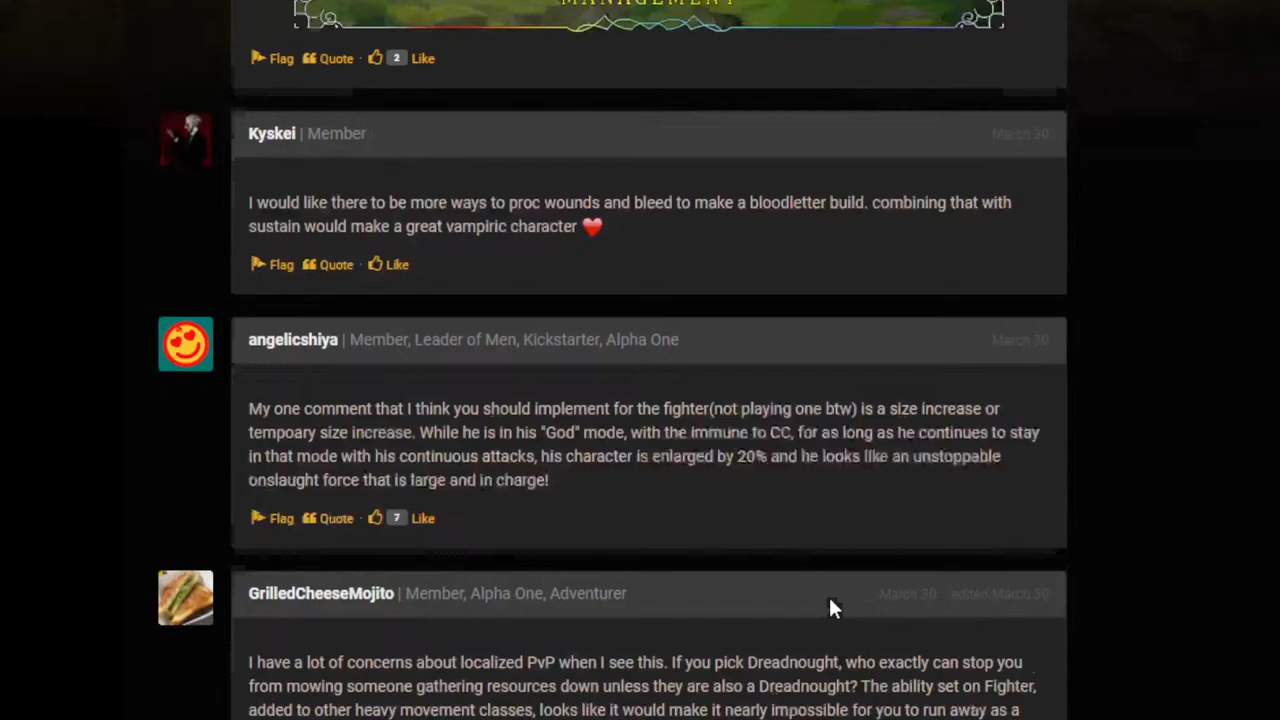 MANAGEMENT
Flag Quote · 2 Like
Kyskei | Member March 30
I would like there to be more ways to proc wounds and bleed to make a bloodletter build. combining that with
sustain would make a great vampiric character ❤️
Flag Quote · Like
angelicshiya | Member, Leader of Men, Kickstarter, Alpha One March 30
My one comment that I think you should implement for the fighter(not playing one btw) is a size increase or
tempoary size increase. While he is in his "God" mode, with the immune to CC, for as long as he continues to stay
in that mode with his continuous attacks, his character is enlarged by 20% and he looks like an unstoppable
onslaught force that is large and in charge!
Flag Quote · 7 Like
GrilledCheeseMojito | Member, Alpha One, Adventurer March 30 edited March 30
I have a lot of concerns about localized PvP when I see this. If you pick Dreadnought, who exactly can stop you
from mowing someone gathering resources down unless they are also a Dreadnought? The ability set on Fighter,
added to other heavy movement classes, looks like it would make it nearly impossible for you to run away as a